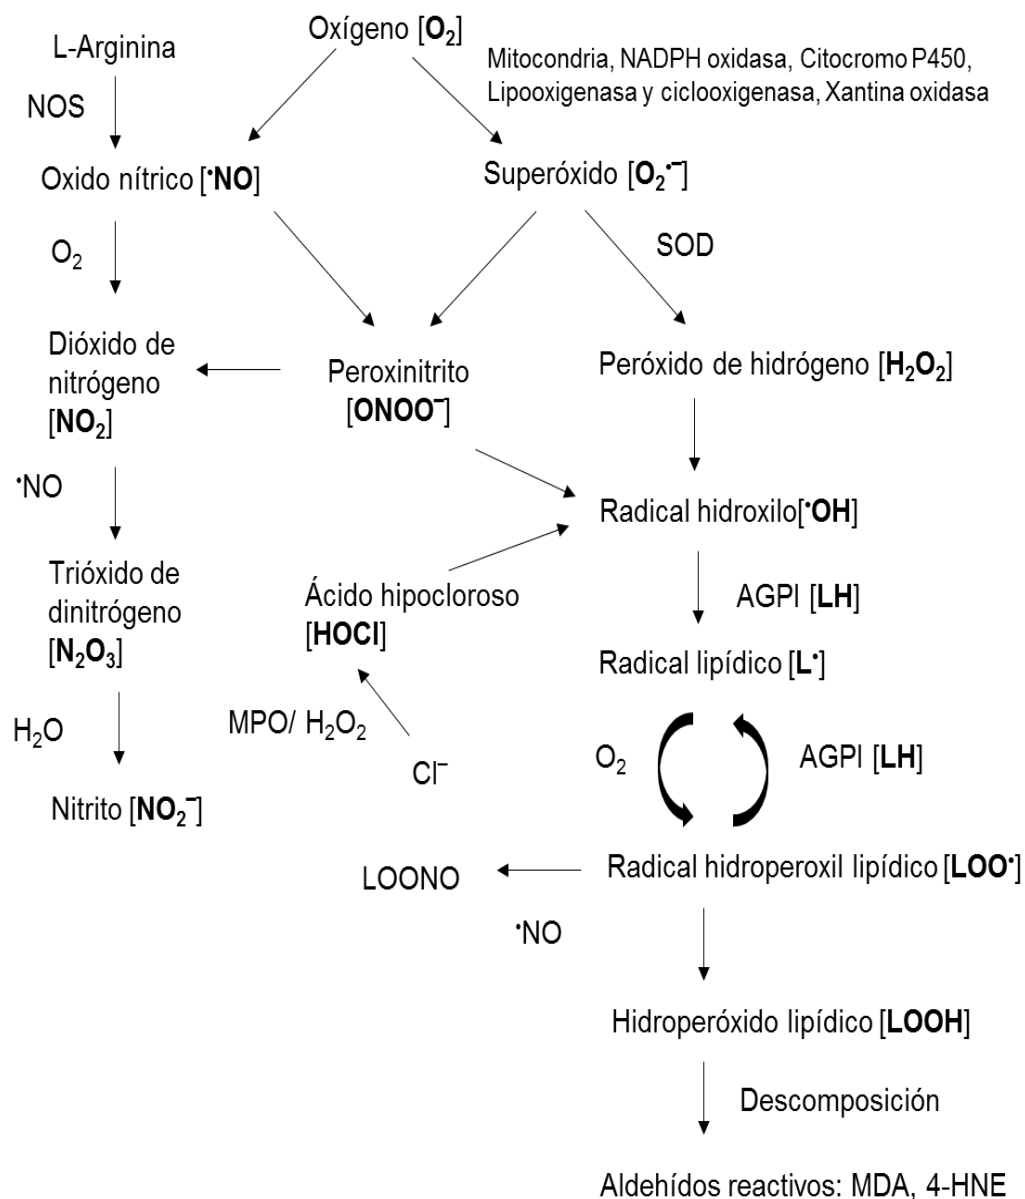 Oxígeno [O₂]
L-Arginina
Mitocondria, NADPH oxidasa, Citocromo P450,
Lipooxigenasa y ciclooxigenasa, Xantina oxidasa
NOS
Oxido nítrico [•NO]
Superóxido [O₂•⁻]
O₂
SOD
Dióxido de
nitrógeno
[NO₂]
Peroxinitrito
[ONOO⁻]
Peróxido de hidrógeno [H₂O₂]
•NO
Radical hidroxilo[•OH]
Trióxido de
dinitrógeno
[N₂O₃]
Ácido hipocloroso
[HOCl]
AGPI [LH]
Radical lipídico [L•]
H₂O
MPO/ H₂O₂
Cl⁻
O₂
AGPI [LH]
Nitrito [NO₂⁻]
LOONO
Radical hidroperoxil lipídico [LOO•]
•NO
Hidroperóxido lipídico [LOOH]
Descomposición
Aldehídos reactivos: MDA, 4-HNE